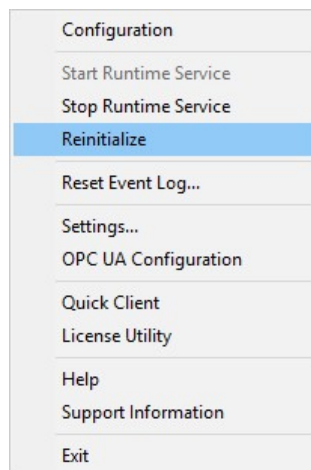 Configuration
Start Runtime Service
Stop Runtime Service
Reinitialize
Reset Event Log...
Settings...
OPC UA Configuration
Quick Client
License Utility
Help
Support Information
Exit